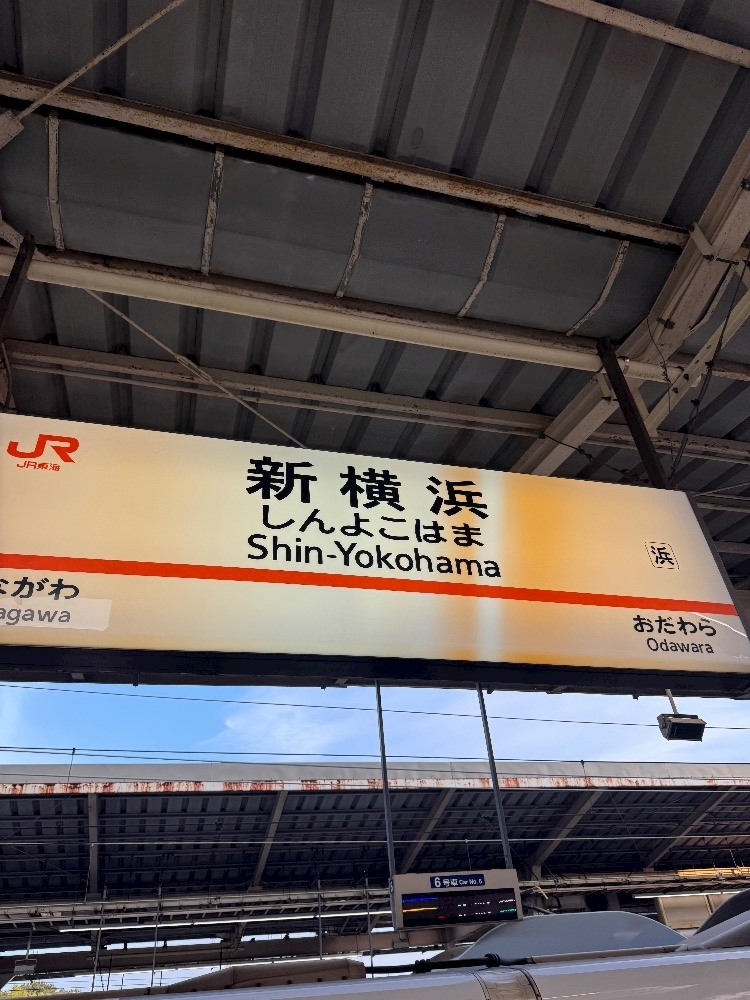 JR
JR東海
新横浜
しんよこはま
Shin-Yokohama
浜
ながわ
agawa
おだわら
Odawara
6号車 Car No. 6